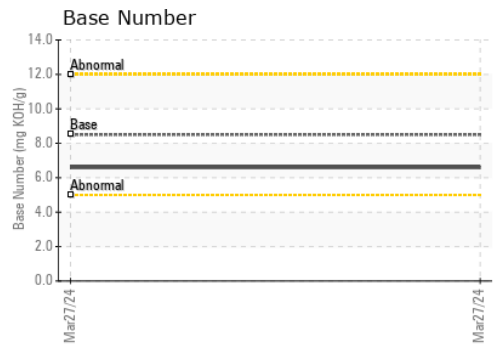 Base Number
Base Number (mg KOH/g)
14.0
12.0
10.0
8.0
6.0
4.0
2.0
0.0
Abnormal
Base
Abnormal
Mar27/24
Mar27/24